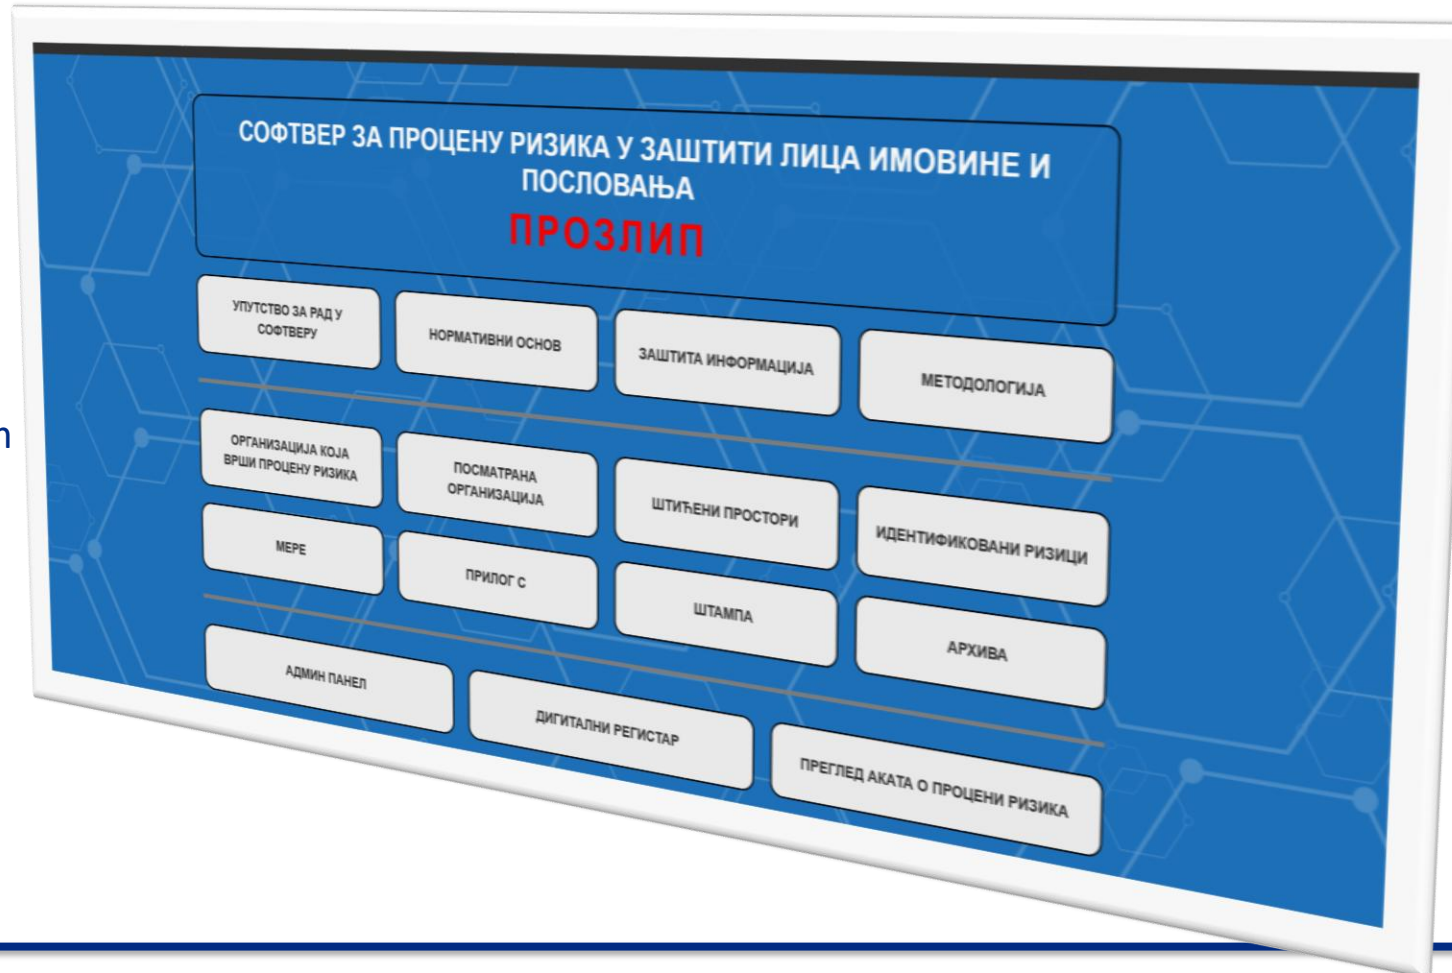 СОФТВЕР ЗА ПРОЦЕНУ РИЗИКА У ЗАШТИТИ ЛИЦА ИМОВИНЕ И
ПОСЛОВАЊА
ПРОЗЛИП
УПУТСТВО ЗА РАД У
СОФТВЕРУ
НОРМАТИВНИ ОСНОВ
ЗАШТИТА ИНФОРМАЦИЈА
МЕТОДОЛОГИЈА
ОРГАНИЗАЦИЈА КОЈА
ВРШИ ПРОЦЕНУ РИЗИКА
ПОСМАТРАНА
ОРГАНИЗАЦИЈА
ШТИЋЕНИ ПРОСТОРИ
ИДЕНТИФИКОВАНИ РИЗИЦИ
МЕРЕ
ПРИЛОГ С
ШТАМПА
АРХИВА
АДМИН ПАНЕЛ
ДИГИТАЛНИ РЕГИСТАР
ПРЕГЛЕД АКАТА О ПРОЦЕНИ РИЗИКА